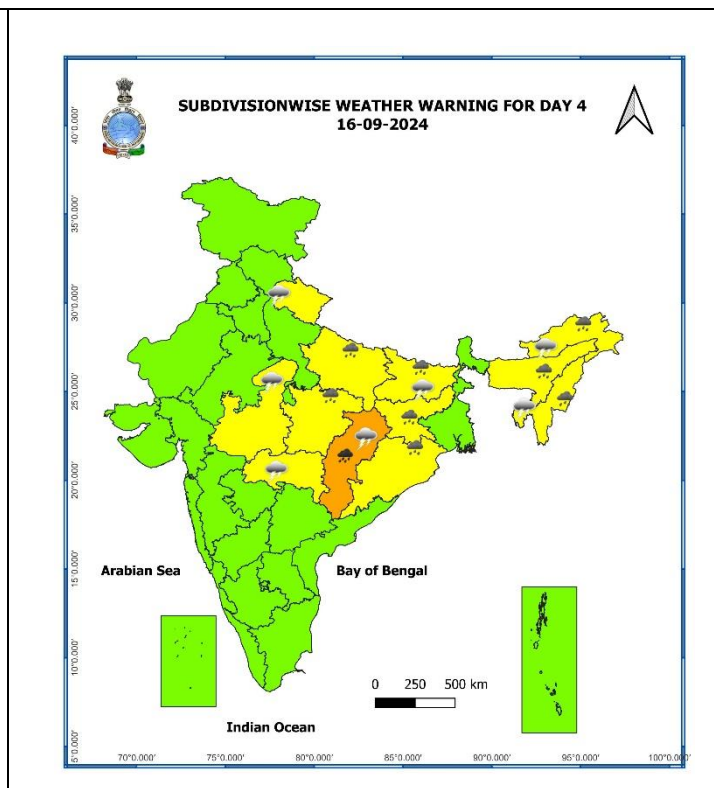 SUBDIVISIONWISE WEATHER WARNING FOR DAY 4
16-09-2024
40°0.000'
35°0.000'
30°0.000'
25°0.000'
20°0.000'
15°0.000'
10°0.000'
5°0.000'
Arabian Sea
Bay of Bengal
0 250 500 km
Indian Ocean
70°0.000' 75°0.000' 80°0.000' 85°0.000' 90°0.000' 95°0.000' 100°0.000'